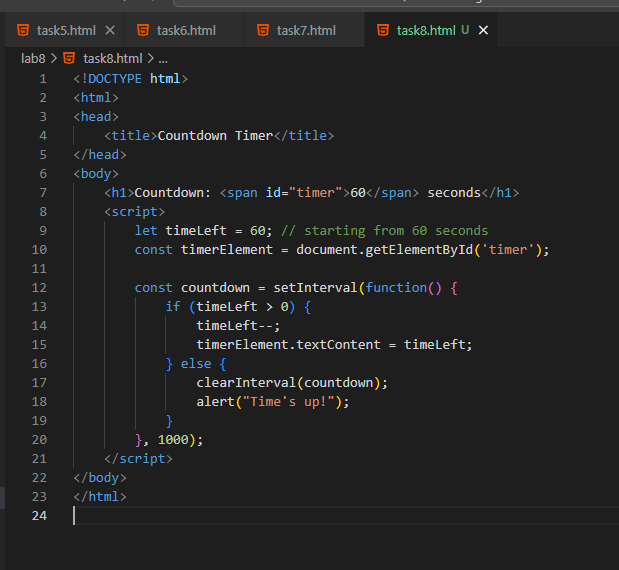 task5.html task6.html task7.html task8.html U
lab8 > task8.html > ...
1 <!DOCTYPE html>
2 <html>
3 <head>
4     <title>Countdown Timer</title>
5 </head>
6 <body>
7     <h1>Countdown: <span id="timer">60</span> seconds</h1>
8     <script>
9         let timeLeft = 60; // starting from 60 seconds
10         const timerElement = document.getElementById('timer');
11
12         const countdown = setInterval(function() {
13             if (timeLeft > 0) {
14                 timeLeft--;
15                 timerElement.textContent = timeLeft;
16             } else {
17                 clearInterval(countdown);
18                 alert("Time's up!");
19             }
20         }, 1000);
21     </script>
22 </body>
23 </html>
24